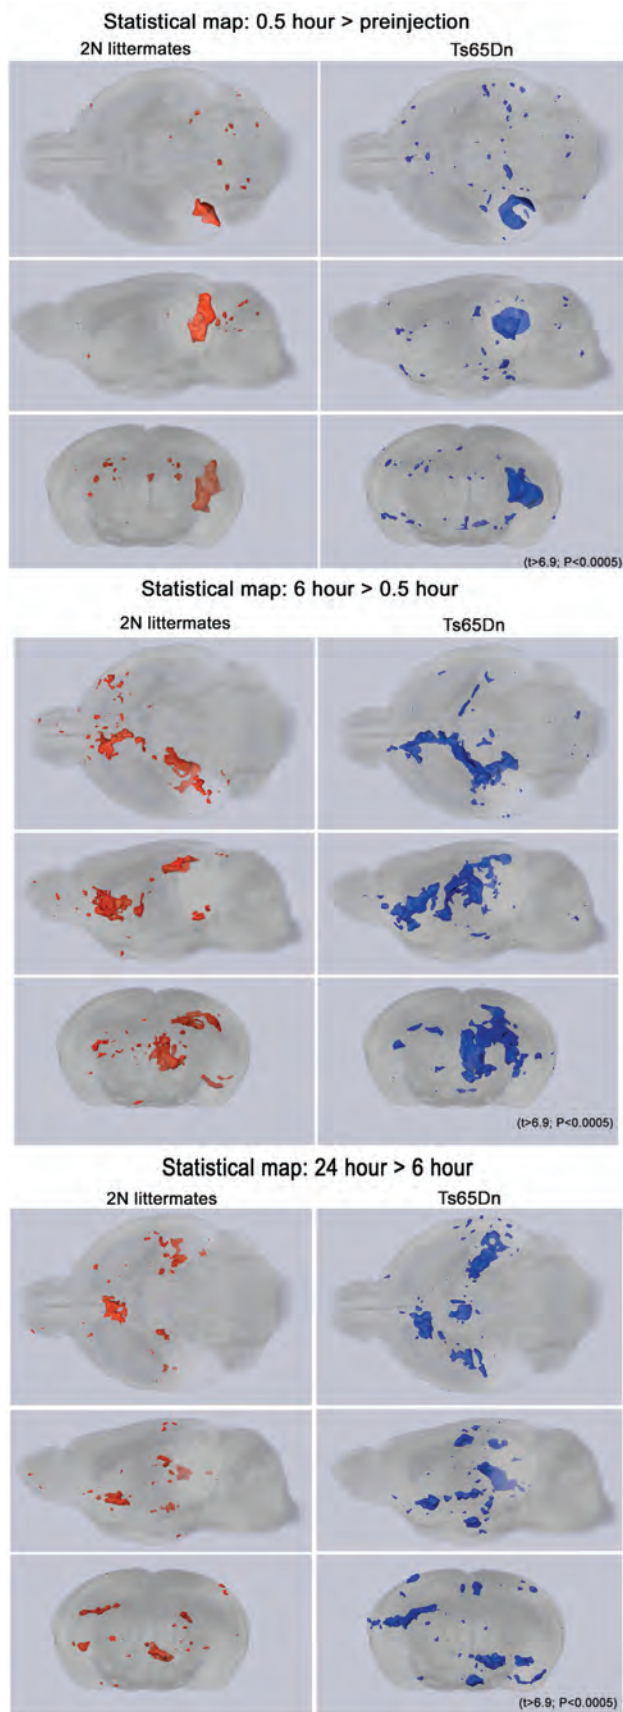 Statistical map: 0.5 hour > preinjection
2N littermates
Ts65Dn
(t>6.9; P<0.0005)
Statistical map: 6 hour > 0.5 hour
2N littermates
Ts65Dn
(t>6.9; P<0.0005)
Statistical map: 24 hour > 6 hour
2N littermates
Ts65Dn
(t>6.9; P<0.0005)